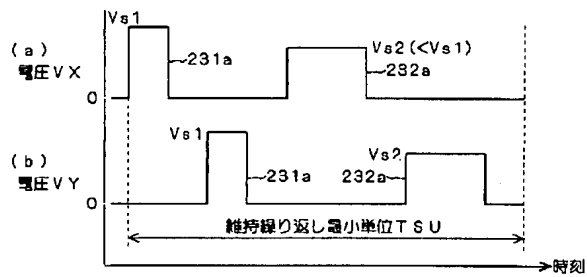 Vs1
(a)
電圧VX
231a
Vs2(<Vs1)
232a
0
(b)
電圧VY
Vs1
231a
Vs2
232a
0
維持繰り返し最小単位TSU
時刻